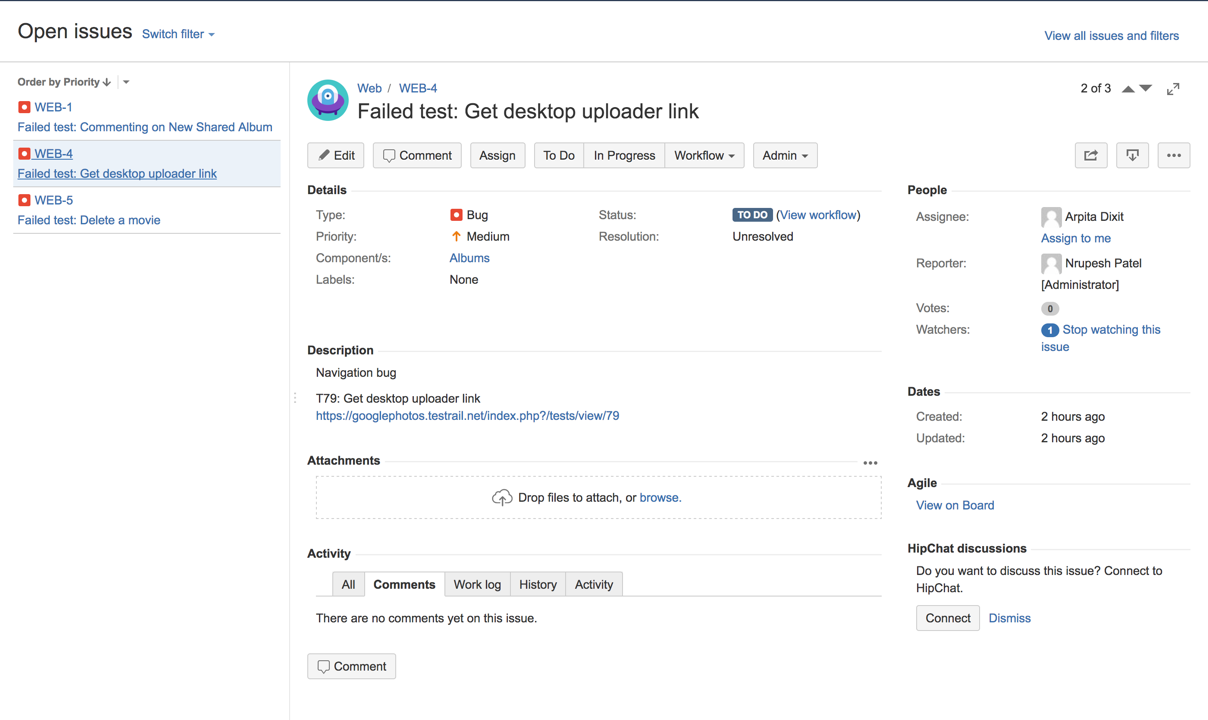 Open issues Switch filter
View all issues and filters
Order by Priority
WEB-1
Failed test: Commenting on New Shared Album
WEB-4
Failed test: Get desktop uploader link
WEB-5
Failed test: Delete a movie
Web / WEB-4
Failed test: Get desktop uploader link
2 of 3
Edit Comment Assign To Do In Progress Workflow Admin
Details
Type: Bug Status: TO DO (View workflow)
Priority: Medium Resolution: Unresolved
Component/s: Albums
Labels: None
Description
Navigation bug
T79: Get desktop uploader link
https://googlephotos.testrail.net/index.php?/tests/view/79
Attachments
Drop files to attach, or browse.
Activity
All Comments Work log History Activity
There are no comments yet on this issue.
Comment
People
Assignee: Arpita Dixit
Assign to me
Reporter: Nrupesh Patel
[Administrator]
Votes: 0
Watchers: 1 Stop watching this
issue
Dates
Created: 2 hours ago
Updated: 2 hours ago
Agile
View on Board
HipChat discussions
Do you want to discuss this issue? Connect to
HipChat.
Connect Dismiss